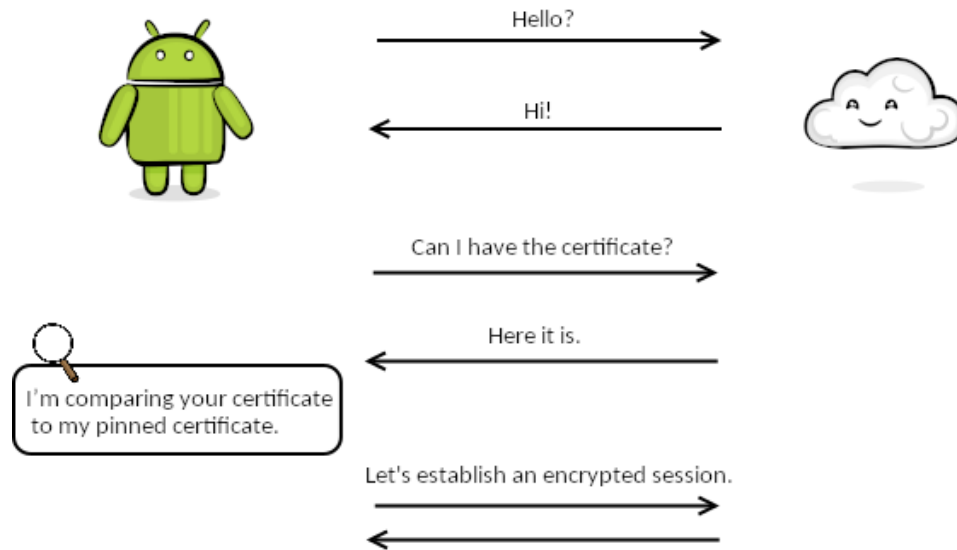 Hello?
Hi!
Can I have the certificate?
Here it is.
I'm comparing your certificate
to my pinned certificate.
Let's establish an encrypted session.